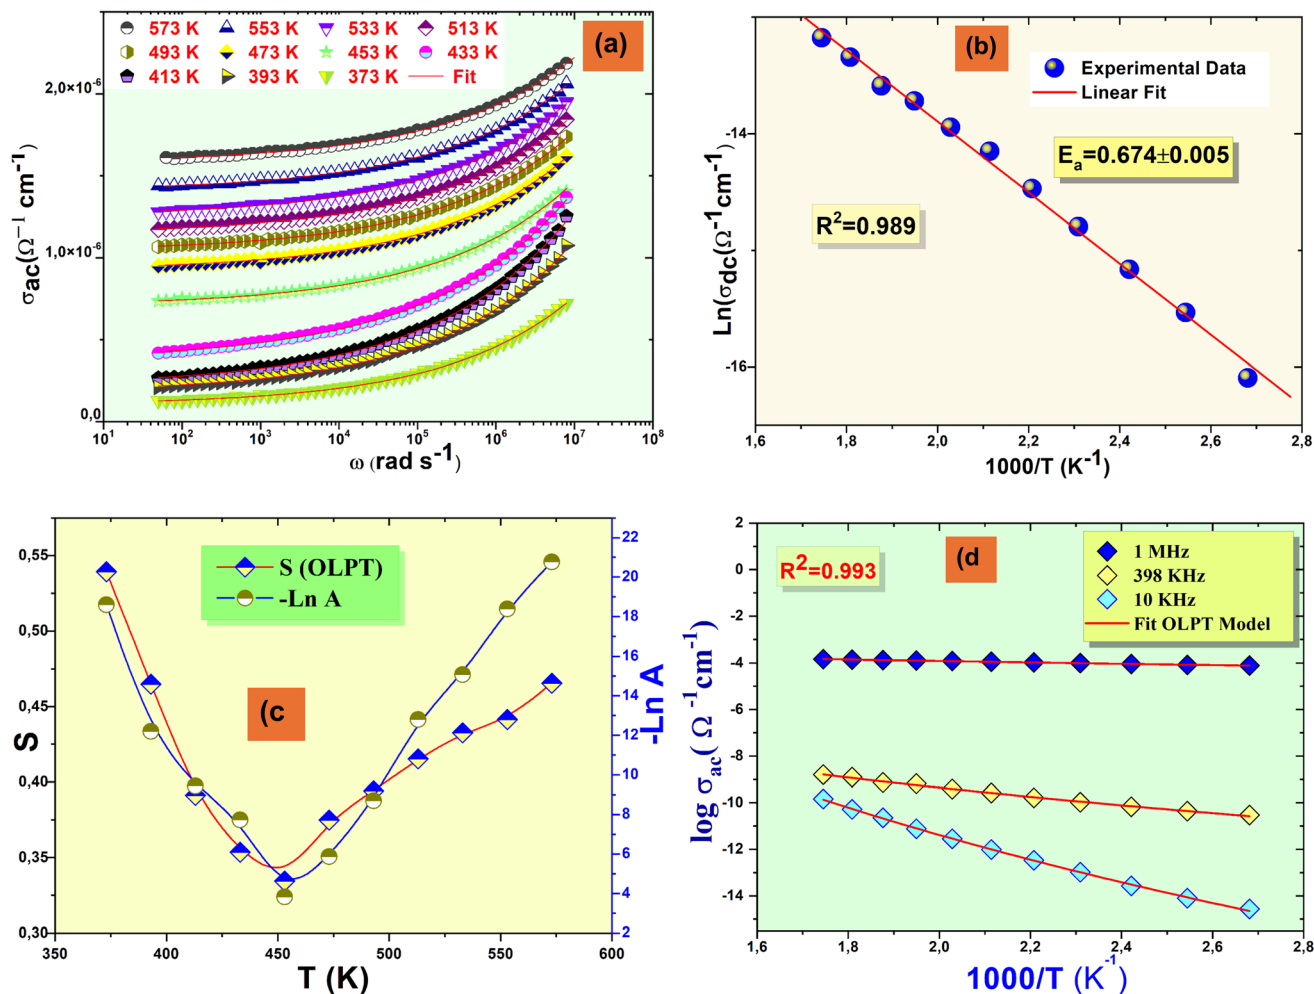 573 K 553 K 533 K 513 K
493 K 473 K 453 K 433 K
413 K 393 K 373 K Fit
(a)
2,0×10⁻⁶
1,0×10⁻⁶
0,0
σac(Ω⁻¹ cm⁻¹)
10¹ 10² 10³ 10⁴ 10⁵ 10⁶ 10⁷ 10⁸
ω (rad s⁻¹)
(b)
Experimental Data
Linear Fit
Eₐ=0.674±0.005
R²=0.989
-14
-16
Ln(σdc(Ω⁻¹cm⁻¹)
1,6 1,8 2,0 2,2 2,4 2,6 2,8
1000/T (K⁻¹)
S (OLPT)
-Ln A
(c
0,55
0,50
0,45
0,40
0,35
0,30
S
22
20
18
16
14
12
10
8
6
4
2
-Ln A
350 400 450 500 550 600
T (K)
R²=0.993
(d)
1 MHz
398 KHz
10 KHz
Fit OLPT Model
2
0
-2
-4
-6
-8
-10
-12
-14
log σac( Ω⁻¹cm⁻¹)
1,6 1,8 2,0 2,2 2,4 2,6 2,8
1000/T (K⁻¹)